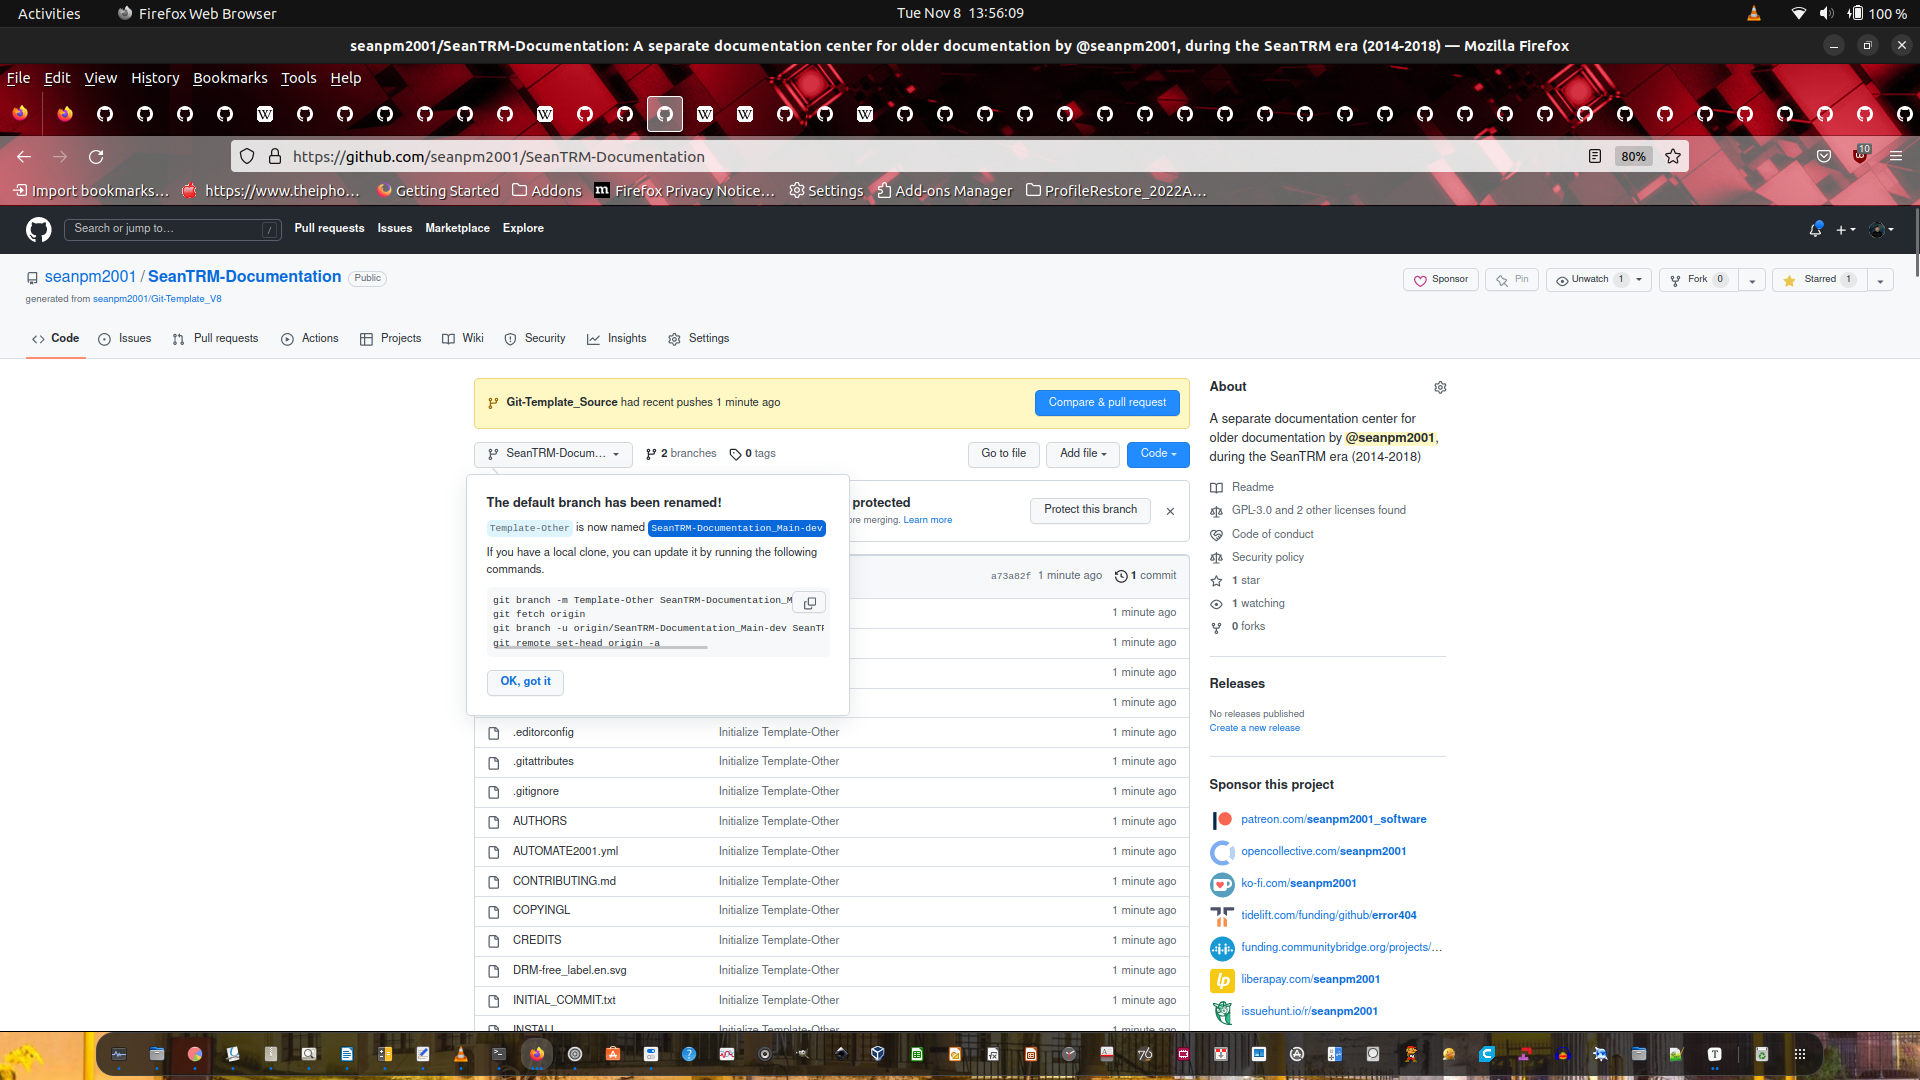 Activities
Firefox Web Browser
Tue Nov 8 13:56:09
100 %
seanpm2001/SeanTRM-Documentation: A separate documentation center for older documentation by @seanpm2001, during the SeanTRM era (2014-2018) — Mozilla Firefox
File Edit View History Bookmarks Tools Help
https://github.com/seanpm2001/SeanTRM-Documentation
80%
10
Import bookmarks…
https://www.theipho…
Getting Started
Addons
Firefox Privacy Notice…
Settings
Add-ons Manager
ProfileRestore_2022A…
Search or jump to…
/
Pull requests Issues Marketplace Explore
seanpm2001 / SeanTRM-Documentation Public
generated from seanpm2001/Git-Template_V8
Sponsor
Pin
Unwatch 1
Fork 0
Starred 1
Code
Issues
Pull requests
Actions
Projects
Wiki
Security
Insights
Settings
Git-Template_Source had recent pushes 1 minute ago
Compare & pull request
SeanTRM-Docum…
2 branches
0 tags
Go to file
Add file
Code
The default branch has been renamed!
Template-Other is now named SeanTRM-Documentation_Main-dev
If you have a local clone, you can update it by running the following
commands.
git branch -m Template-Other SeanTRM-Documentation_M
git fetch origin
git branch -u origin/SeanTRM-Documentation_Main-dev SeanTR
git remote set-head origin -a
OK, got it
protected
ore merging. Learn more
Protect this branch
a73a82f 1 minute ago 1 commit
1 minute ago
1 minute ago
1 minute ago
1 minute ago
.editorconfig Initialize Template-Other 1 minute ago
.gitattributes Initialize Template-Other 1 minute ago
.gitignore Initialize Template-Other 1 minute ago
AUTHORS Initialize Template-Other 1 minute ago
AUTOMATE2001.yml Initialize Template-Other 1 minute ago
CONTRIBUTING.md Initialize Template-Other 1 minute ago
COPYINGL Initialize Template-Other 1 minute ago
CREDITS Initialize Template-Other 1 minute ago
DRM-free_label.en.svg Initialize Template-Other 1 minute ago
INITIAL_COMMIT.txt Initialize Template-Other 1 minute ago
INSTALL Initialize Template-Other 1 minute ago
About
A separate documentation center for
older documentation by @seanpm2001,
during the SeanTRM era (2014-2018)
Readme
GPL-3.0 and 2 other licenses found
Code of conduct
Security policy
1 star
1 watching
0 forks
Releases
No releases published
Create a new release
Sponsor this project
patreon.com/seanpm2001_software
opencollective.com/seanpm2001
ko-fi.com/seanpm2001
tidelift.com/funding/github/error404
funding.communitybridge.org/projects/…
liberapay.com/seanpm2001
issuehunt.io/r/seanpm2001